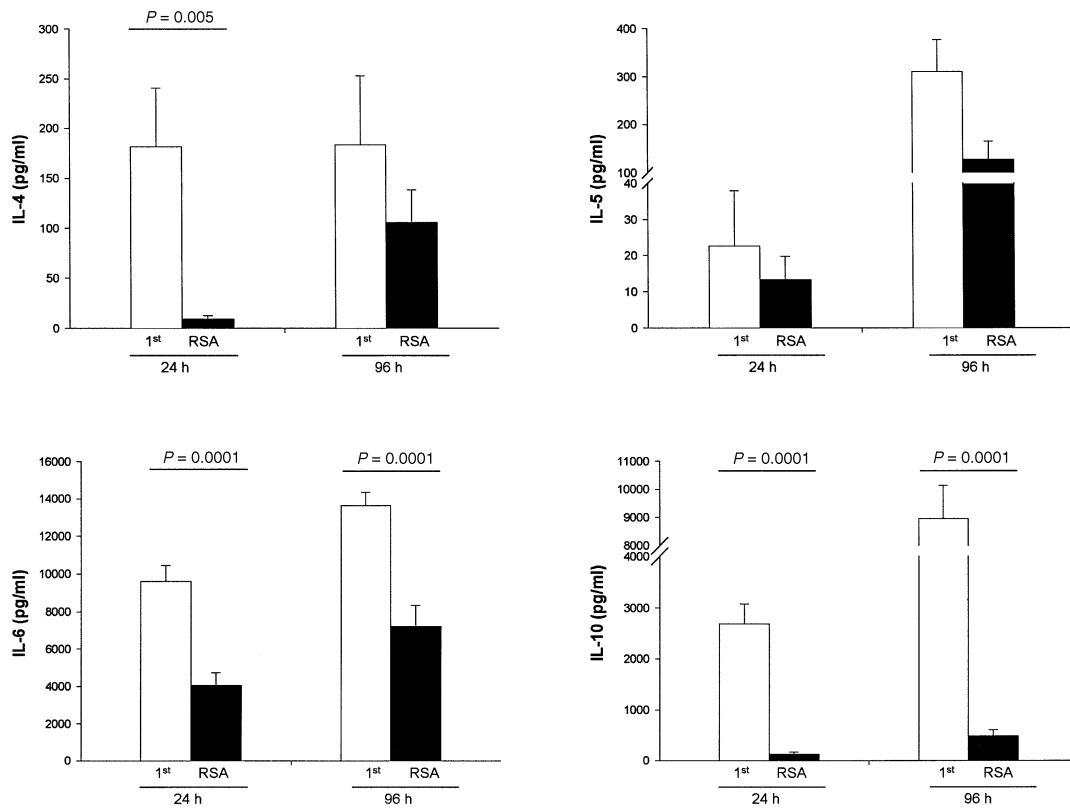 P = 0.005
300
250
200
150
100
50
0
IL-4 (pg/ml)
1st RSA 1st RSA
24 h 96 h
400
300
200
100
40
30
20
10
0
IL-5 (pg/ml)
1st RSA 1st RSA
24 h 96 h
P = 0.0001 P = 0.0001
16000
14000
12000
10000
8000
6000
4000
2000
0
IL-6 (pg/ml)
1st RSA 1st RSA
24 h 96 h
P = 0.0001 P = 0.0001
11000
10000
9000
8000
4000
3000
2000
1000
0
IL-10 (pg/ml)
1st RSA 1st RSA
24 h 96 h